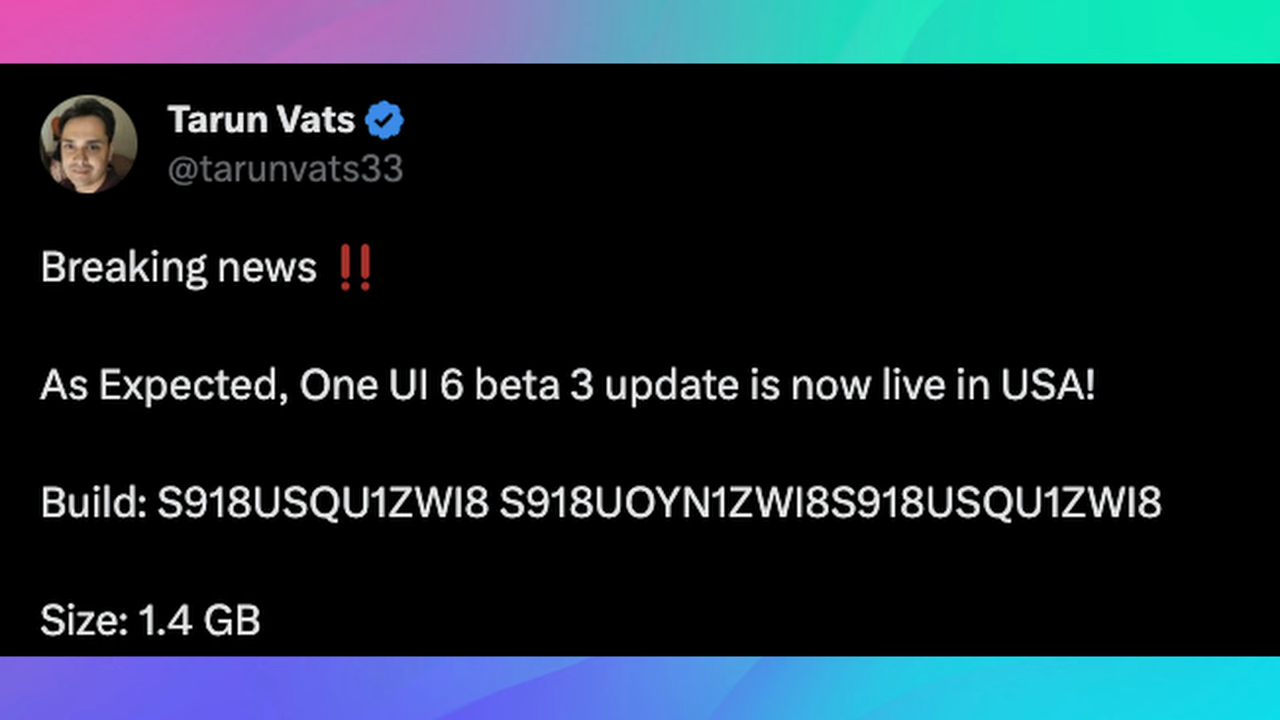 Tarun Vats
@tarunvats33
Breaking news ‼️
As Expected, One UI 6 beta 3 update is now live in USA!
Build: S918USQU1ZWI8 S918UOYN1ZWI8S918USQU1ZWI8
Size: 1.4 GB